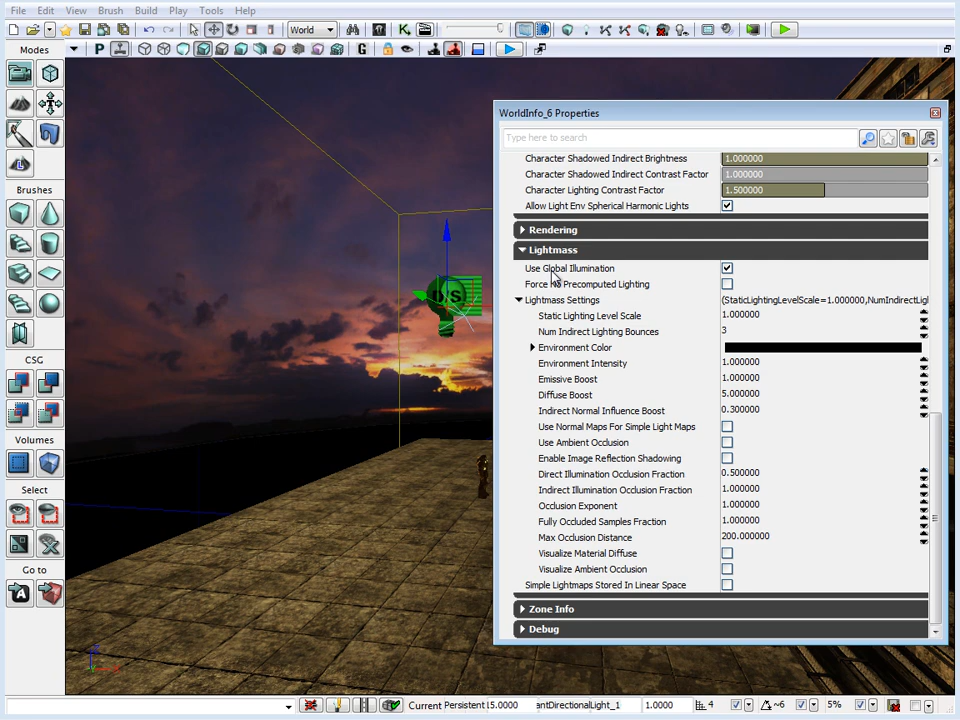 File Edit View Brush Build Play Tools Help
World
Modes
P
G
WorldInfo_6 Properties
Type here to search
Character Shadowed Indirect Brightness 1.000000
Character Shadowed Indirect Contrast Factor 1.000000
Character Lighting Contrast Factor 1.500000
Allow Light Env Spherical Harmonic Lights
Rendering
Lightmass
Use Global Illumination
Force No Precomputed Lighting
Lightmass Settings (StaticLightingLevelScale=1.000000,NumIndirectLigh
Static Lighting Level Scale 1.000000
Num Indirect Lighting Bounces 3
Environment Color
Environment Intensity 1.000000
Emissive Boost 1.000000
Diffuse Boost 5.000000
Indirect Normal Influence Boost 0.300000
Use Normal Maps For Simple Light Maps
Use Ambient Occlusion
Enable Image Reflection Shadowing
Direct Illumination Occlusion Fraction 0.500000
Indirect Illumination Occlusion Fraction 1.000000
Occlusion Exponent 1.000000
Fully Occluded Samples Fraction 1.000000
Max Occlusion Distance 200.000000
Visualize Material Diffuse
Visualize Ambient Occlusion
Simple Lightmaps Stored In Linear Space
Zone Info
Debug
Brushes
CSG
Volumes
Select
Go to
Current Persistent 5.0000 antDirectionalLight_1 1.0000 4 ~6 5%